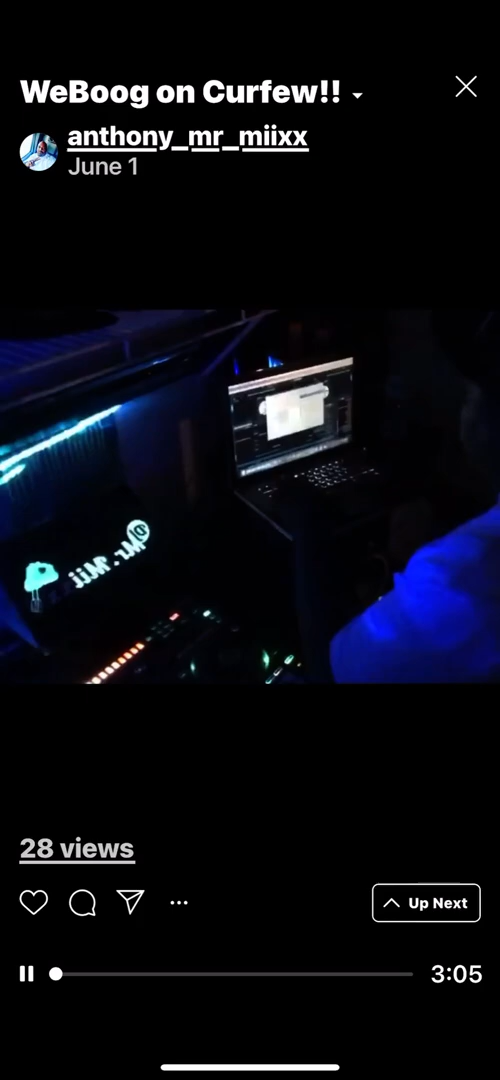 WeBoog on Curfew!!
anthony_mr_miixx
June 1
28 views
Up Next
3:05